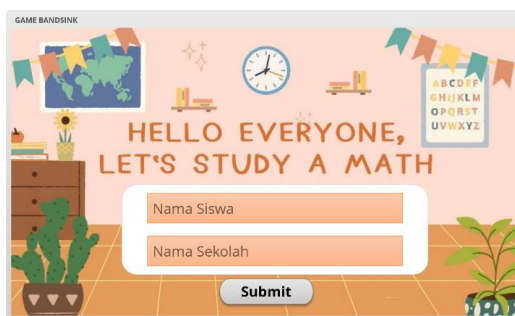 GAME BANDSINK
ABCDEF
GHIJKLM
OPQRST
UVWXYZ
HELLO EVERYONE,
LET'S STUDY A MATH
Nama Siswa
Nama Sekolah
Submit